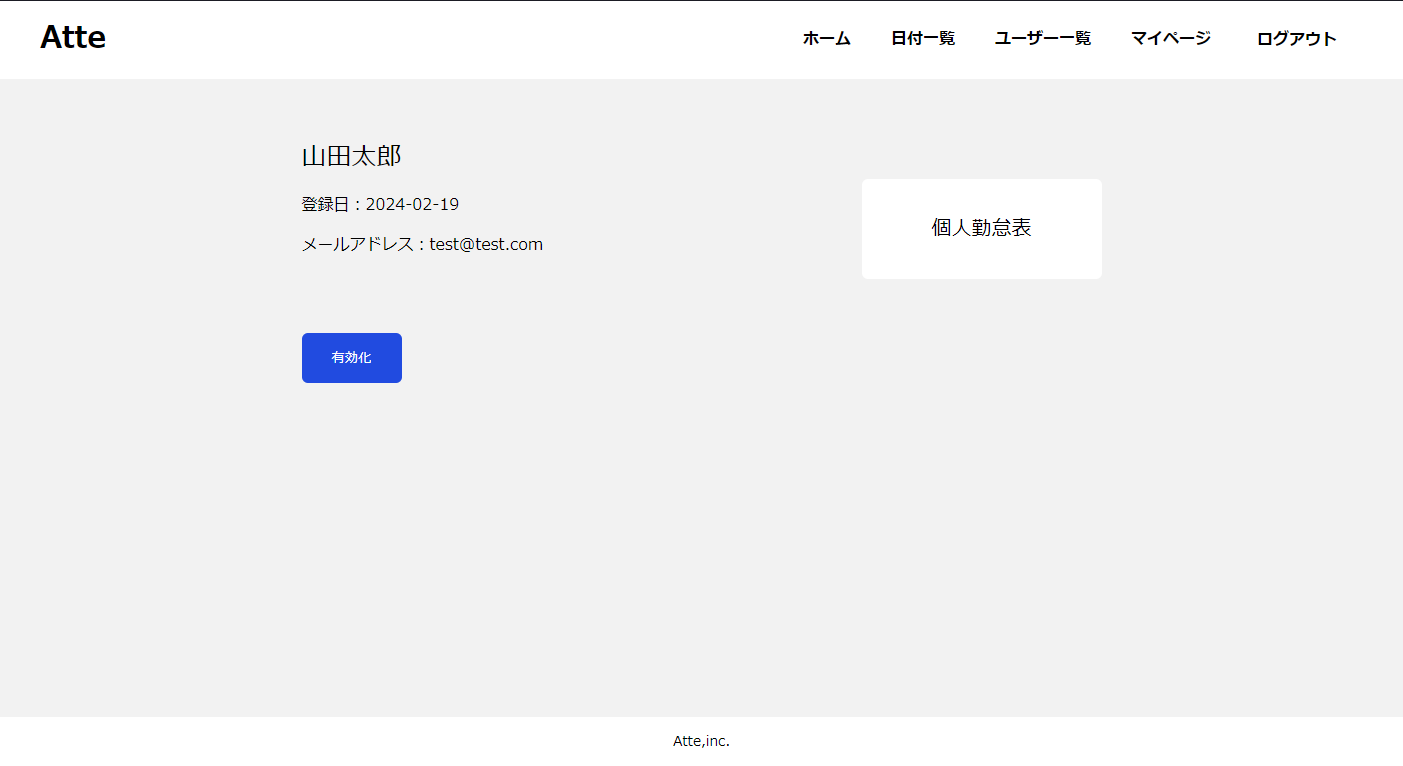 Atte
ホーム 日付一覧 ユーザー一覧 マイページ ログアウト
山田太郎
登録日：2024-02-19
メールアドレス：test@test.com
個人勤怠表
有効化
Atte,inc.